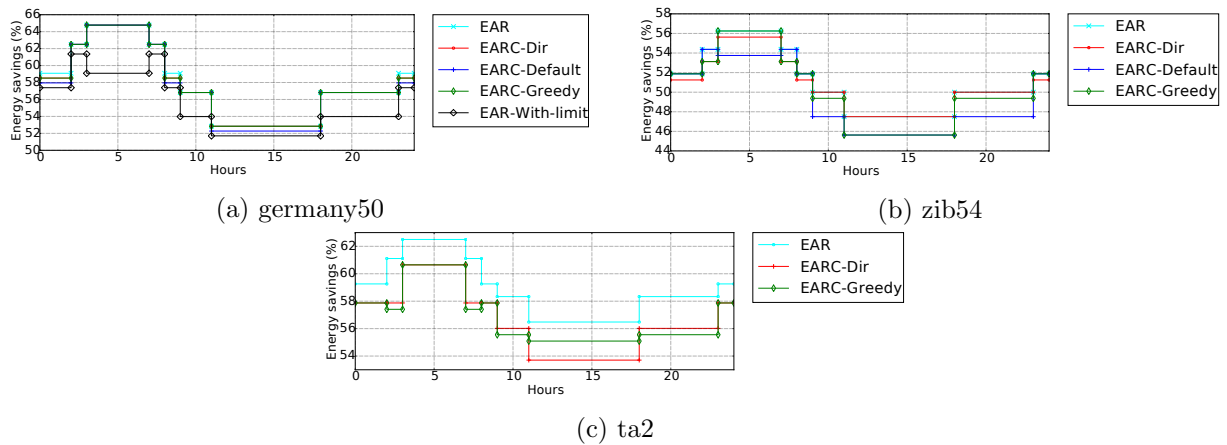 Energy savings (%)
66
64
62
60
58
56
54
52
50
0
5
10
15
20
Hours
EAR
EARC-Dir
EARC-Default
EARC-Greedy
EAR-With-limit
(a) germany50
Energy savings (%)
58
56
54
52
50
48
46
44
0
5
10
15
20
Hours
EAR
EARC-Dir
EARC-Default
EARC-Greedy
(b) zib54
Energy savings (%)
62
60
58
56
54
0
5
10
15
20
Hours
EAR
EARC-Dir
EARC-Greedy
(c) ta2